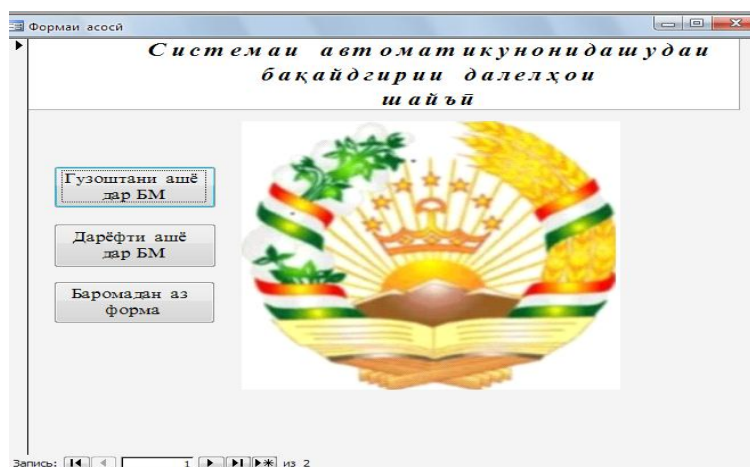 Формаи асосӣ
Системаи автоматикунонидашудаи
бақайдгирии далелҳои
шайъӣ
Гузоштани ашё
дар БМ
Дарёфти ашё
дар БМ
Баромадан аз
форма
Запись: 1 из 2